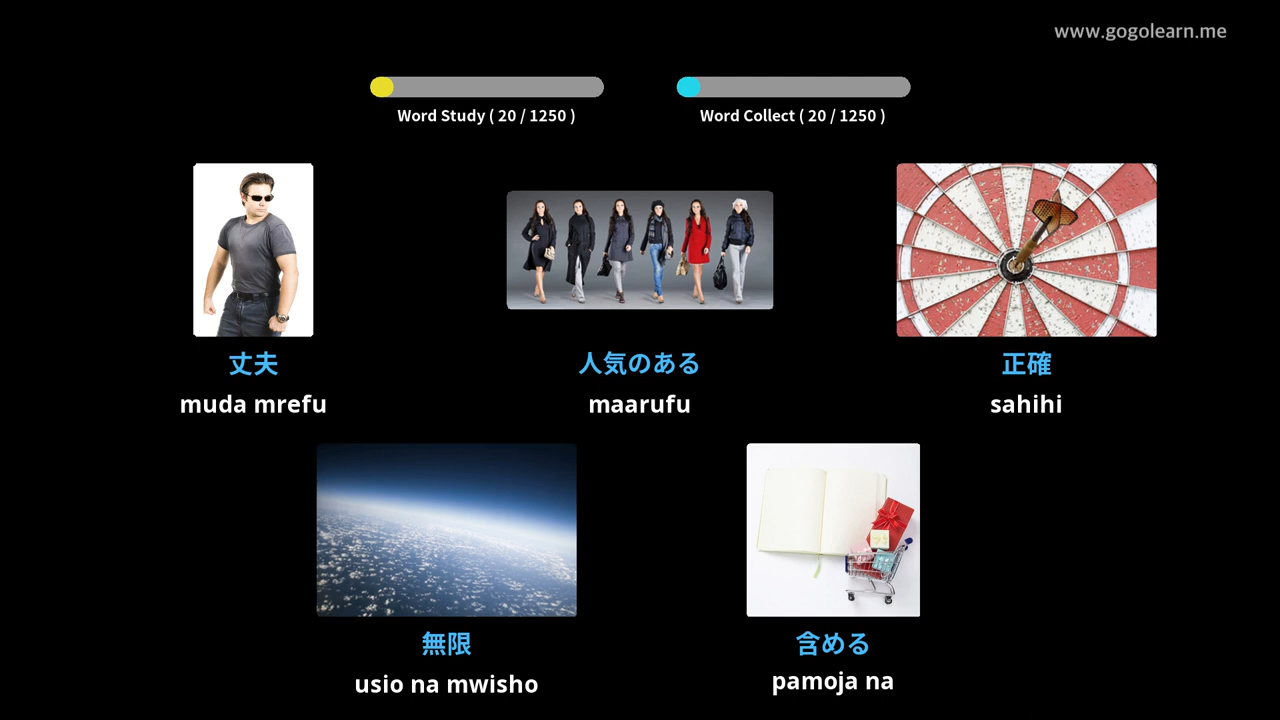 www.gogolearn.me
Word Study ( 20 / 1250 )
Word Collect ( 20 / 1250 )
丈夫
人気のある
正確
muda mrefu
maarufu
sahihi
無限
含める
usio na mwisho
pamoja na